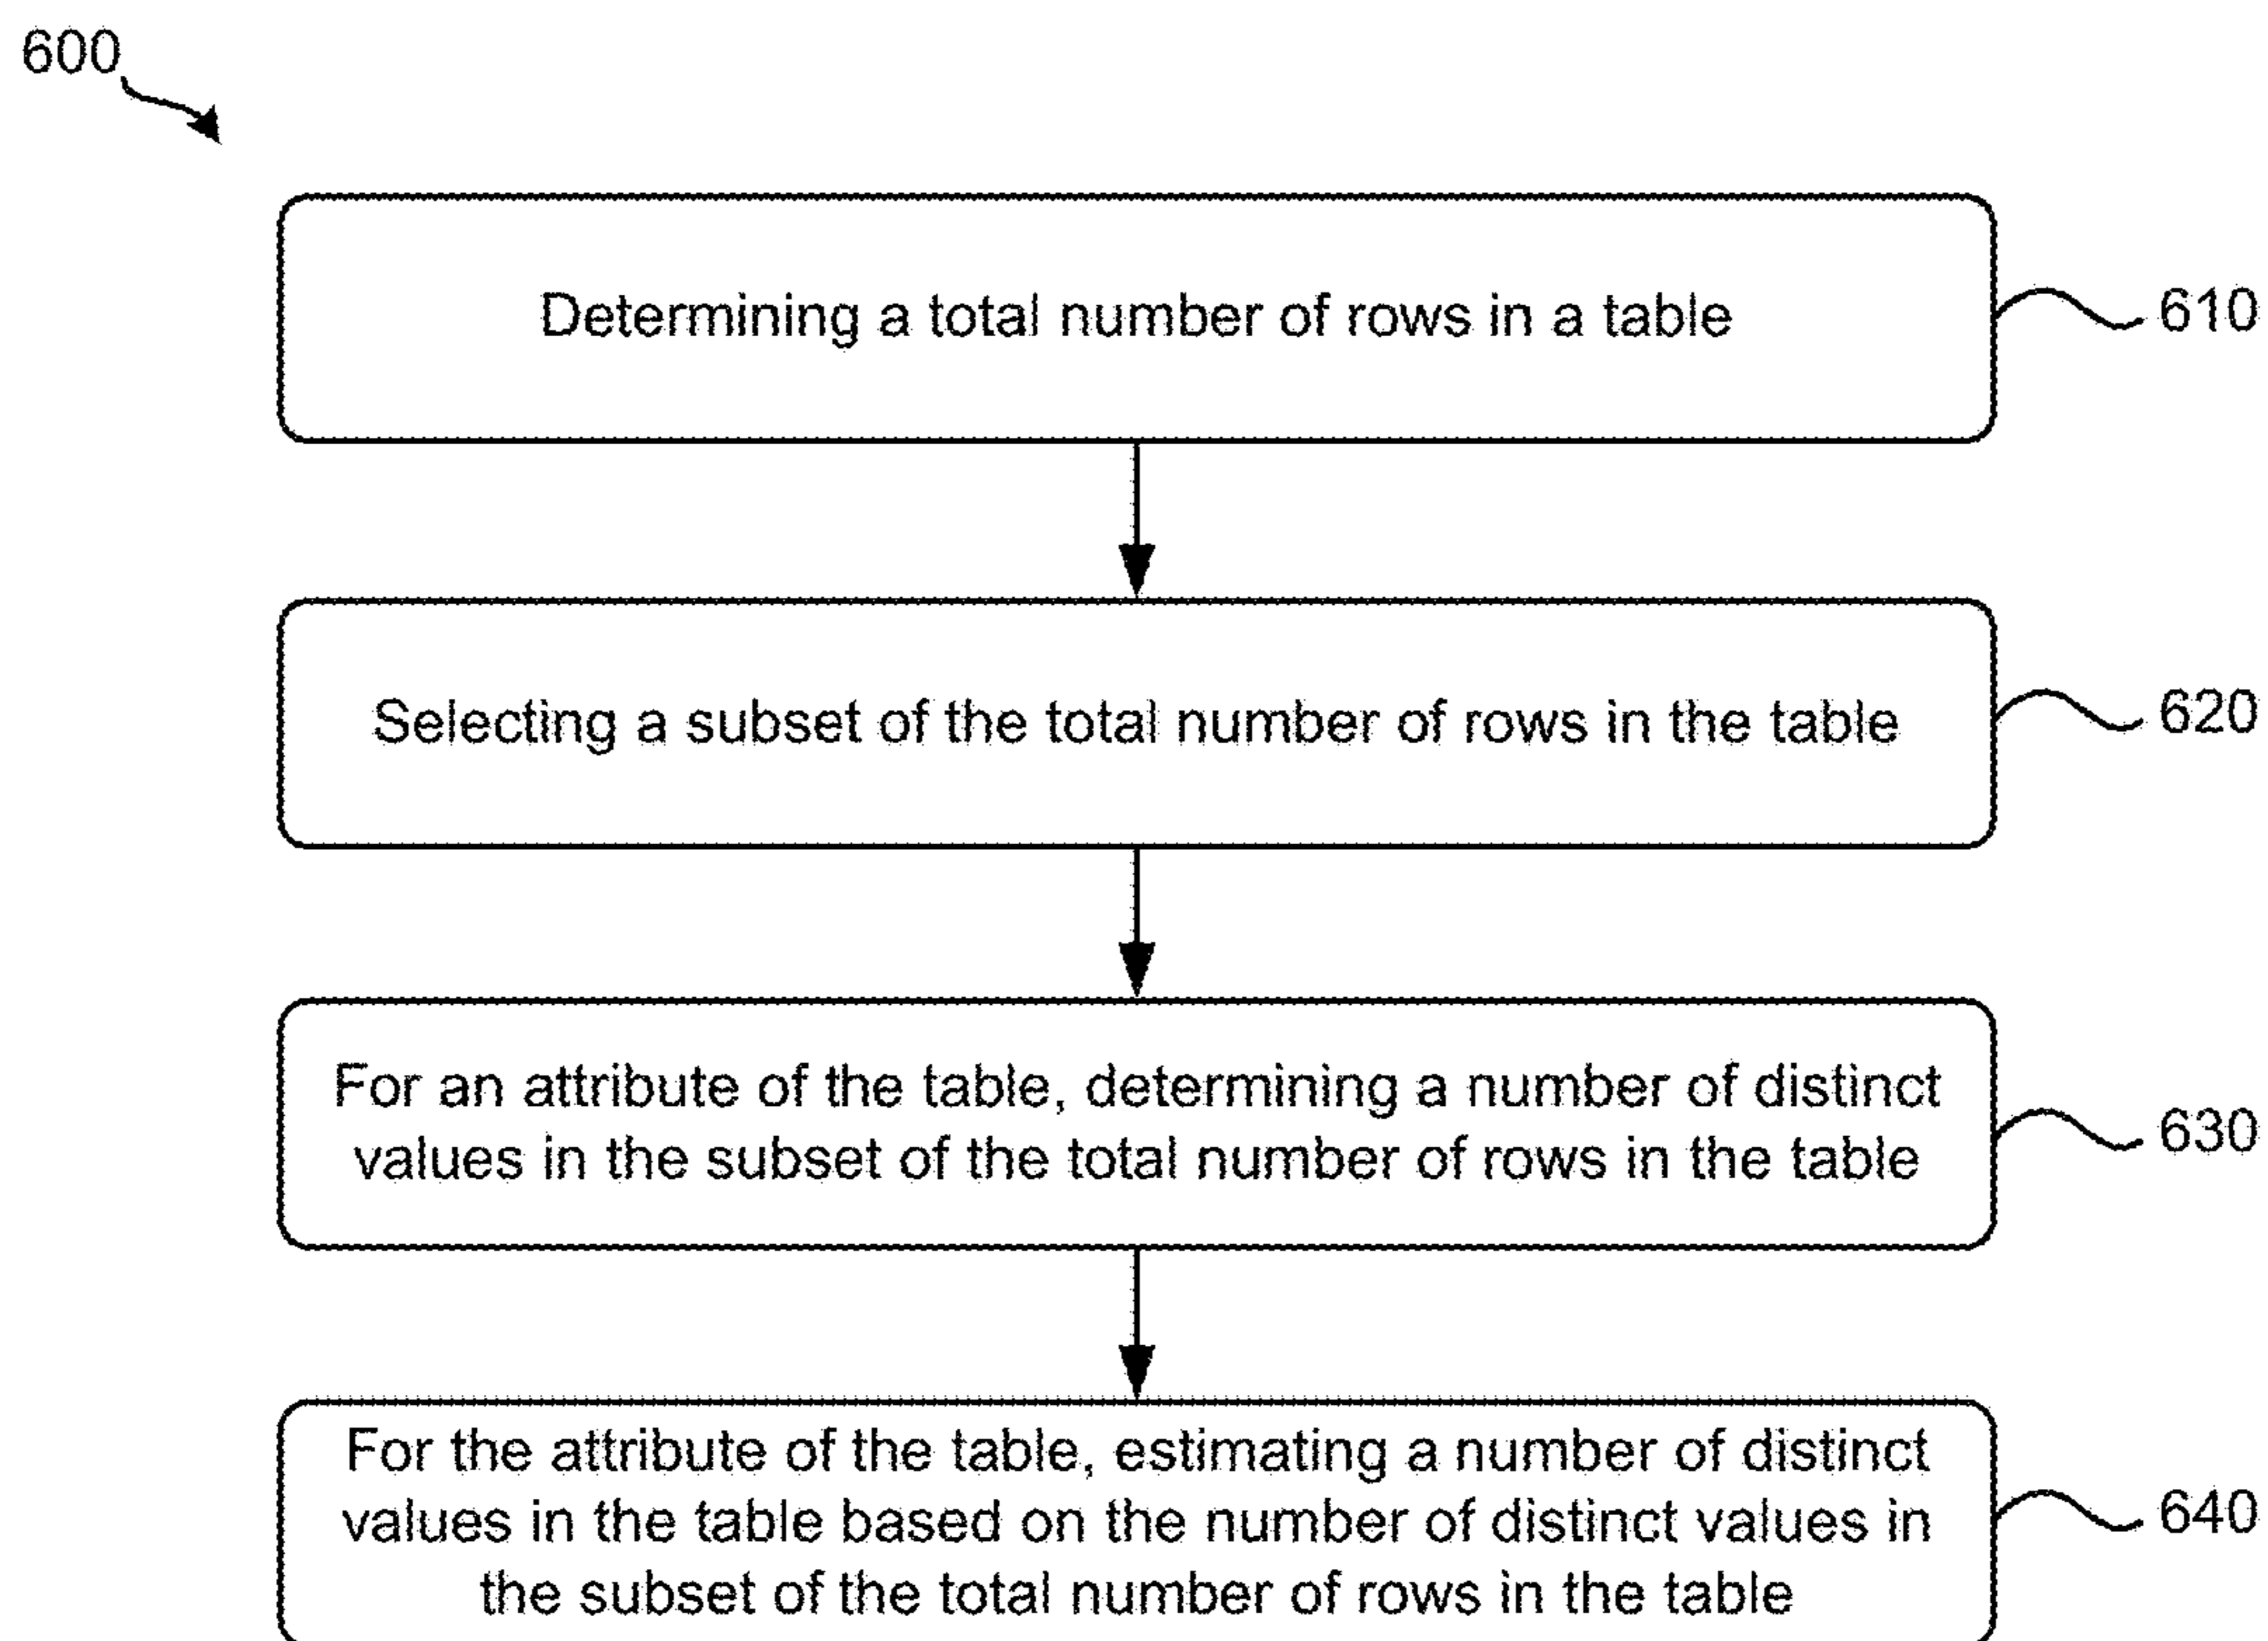 600
Determining a total number of rows in a table
610
Selecting a subset of the total number of rows in the table
620
For an attribute of the table, determining a number of distinct
values in the subset of the total number of rows in the table
630
For the attribute of the table, estimating a number of distinct
values in the table based on the number of distinct values in
the subset of the total number of rows in the table
640